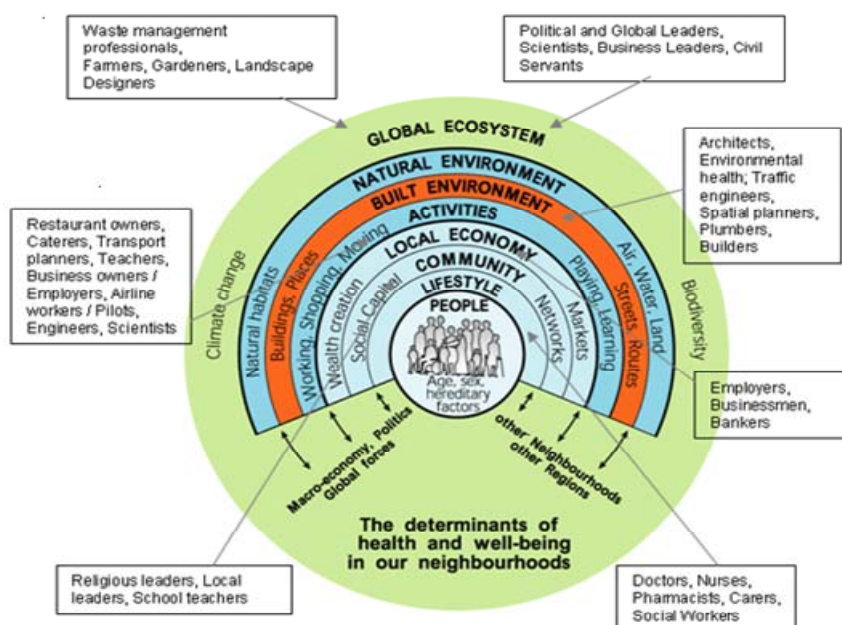 Waste management
professionals,
Farmers, Gardeners, Landscape
Designers
Political and Global Leaders,
Scientists, Business Leaders, Civil
Servants
GLOBAL ECOSYSTEM
NATURAL ENVIRONMENT
BUILT ENVIRONMENT
ACTIVITIES
LOCAL ECONOMY
COMMUNITY
LIFESTYLE
PEOPLE
Age, sex,
hereditary
factors
Climate change
Natural habitats
Buildings, Places
Working, Shopping, Moving
Wealth creation
Social Capital
Networks
Markets
Playing, Learning
Streets, Routes
Air, Water, Land
Biodiversity
Architects,
Environmental
health; Traffic
engineers,
Spatial planners,
Plumbers,
Builders
Restaurant owners,
Caterers, Transport
planners, Teachers,
Business owners /
Employers, Airline
workers / Pilots,
Engineers, Scientists
Employers,
Businessmen,
Bankers
Macro-economy, Politics
Global forces
other Neighbourhoods
other Regions
The determinants of
health and well-being
in our neighbourhoods
Religious leaders, Local
leaders, School teachers
Doctors, Nurses,
Pharmacists, Carers,
Social Workers